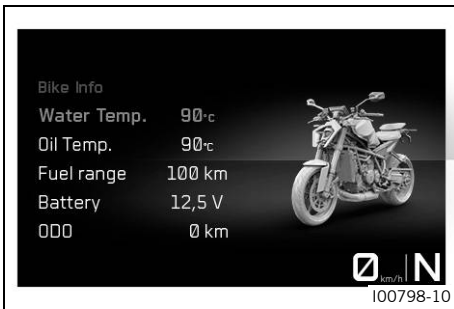 Bike Info
Water Temp. 90°C
Oil Temp. 90°C
Fuel range 100 km
Battery 12,5 V
ODO 0 km
0 km/h N
I00798-10